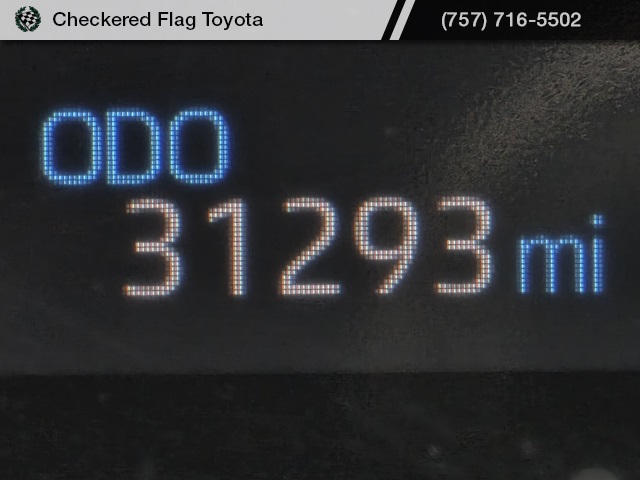 Checkered Flag Toyota
(757) 716-5502
ODO
31293 mi